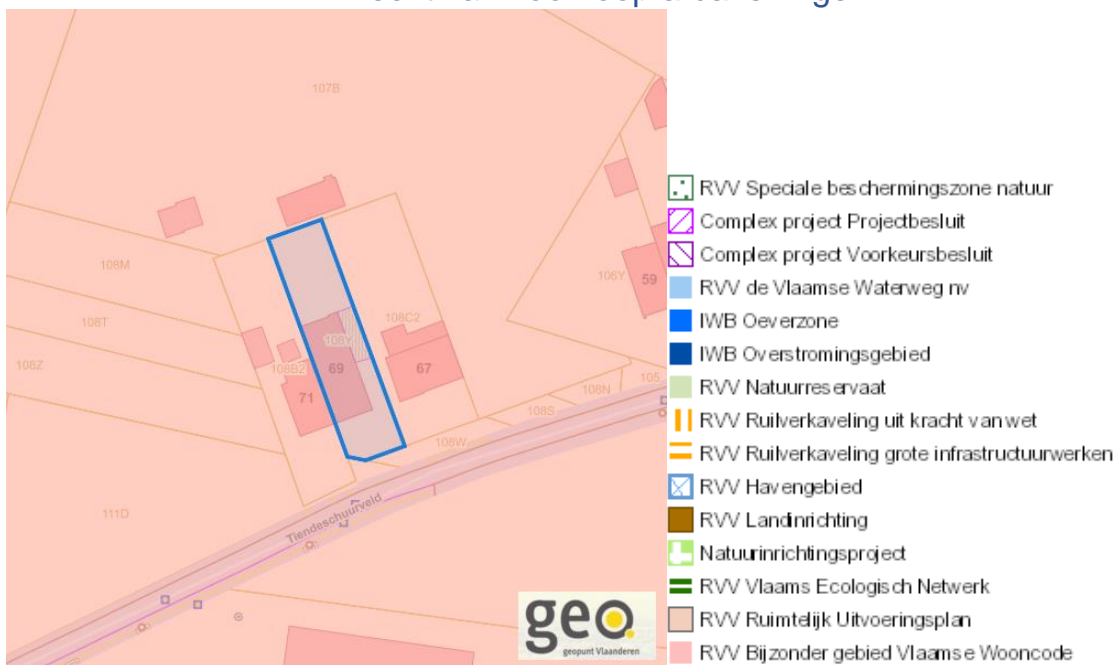 107B
108M
108T
108Z
108B2
108Y
108C2
69
71
67
106Y
59
105
108N
108S
108W
111D
Tiendeschuurveld
geo
geopunt Vlaanderen
RVV Speciale beschermingszone natuur
Complex project Projectbesluit
Complex project Voorkeursbesluit
RVV de Vlaamse Waterweg nv
IWB Oeverzone
IWB Overstromingsgebied
RVV Natuurreservaat
RVV Ruilverkaveling uit kracht van wet
RVV Ruilverkaveling grote infrastructuurwerken
RVV Havengebied
RVV Landinrichting
Natuurinrichtingsproject
RVV Vlaams Ecologisch Netwerk
RVV Ruimtelijk Uitvoeringsplan
RVV Bijzonder gebied Vlaamse Wooncode